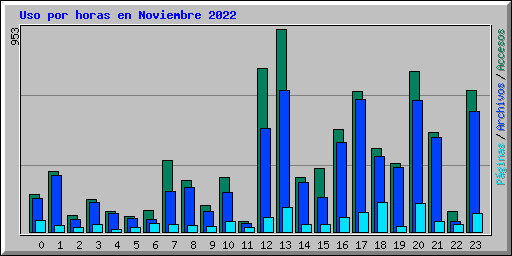 Uso por horas en Noviembre 2022
953
Páginas / Archivos / Accesos
0 1 2 3 4 5 6 7 8 9 10 11 12 13 14 15 16 17 18 19 20 21 22 23